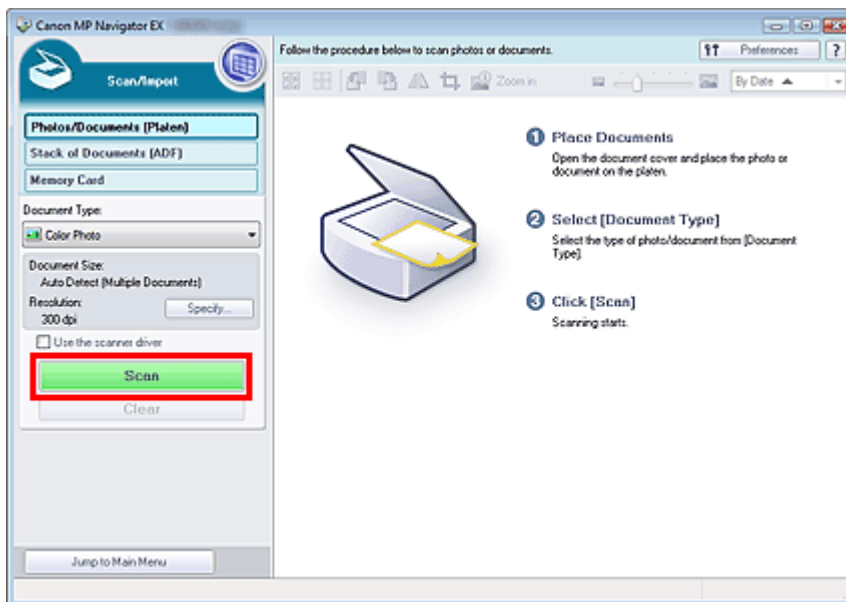 Canon MP Navigator EX
Scan/Import
Photos/Documents (Platen)
Stack of Documents (ADF)
Memory Card
Document Type:
Color Photo
Document Size:
Auto Detect (Multiple Documents)
Resolution:
300 dpi
Specify...
Use the scanner driver
Scan
Clear
Jump to Main Menu
Follow the procedure below to scan photos or documents.
Preferences
?
Zoom in
By Date
1 Place Documents
Open the document cover and place the photo or
document on the platen.
2 Select [Document Type]
Select the type of photo/document from [Document
Type].
3 Click [Scan]
Scanning starts.